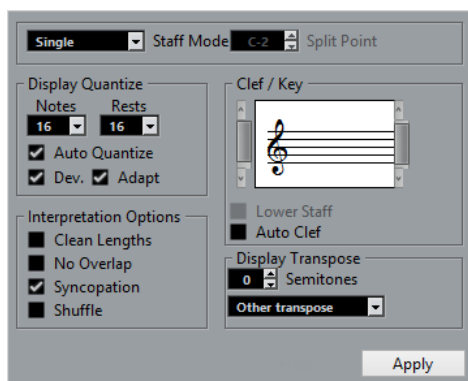 Single Staff Mode C-2 Split Point
Display Quantize
Notes Rests
16 16
Auto Quantize
Dev. Adapt
Interpretation Options
Clean Lengths
No Overlap
Syncopation
Shuffle
Clef / Key
Lower Staff
Auto Clef
Display Transpose
0 Semitones
Other transpose
Apply